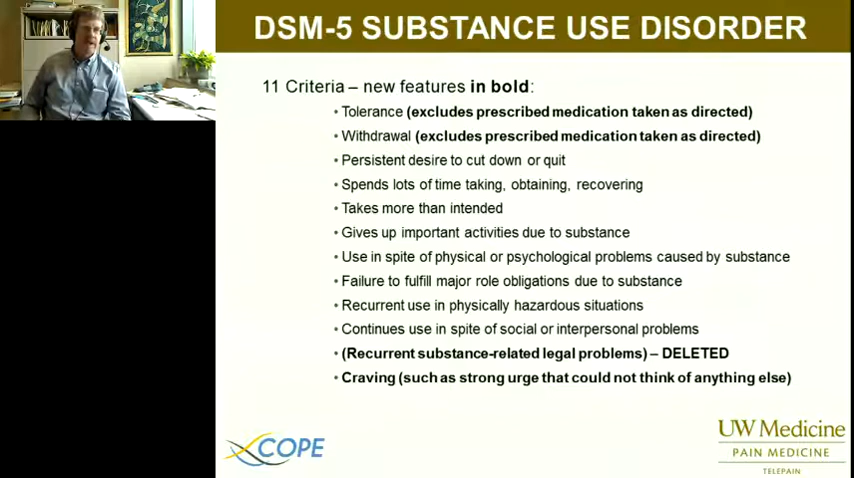 DSM-5 SUBSTANCE USE DISORDER
11 Criteria – new features in bold:
• Tolerance (excludes prescribed medication taken as directed)
• Withdrawal (excludes prescribed medication taken as directed)
• Persistent desire to cut down or quit
• Spends lots of time taking, obtaining, recovering
• Takes more than intended
• Gives up important activities due to substance
• Use in spite of physical or psychological problems caused by substance
• Failure to fulfill major role obligations due to substance
• Recurrent use in physically hazardous situations
• Continues use in spite of social or interpersonal problems
• (Recurrent substance-related legal problems) – DELETED
• Craving (such as strong urge that could not think of anything else)
COPE
UW Medicine
PAIN MEDICINE
TELEPAIN